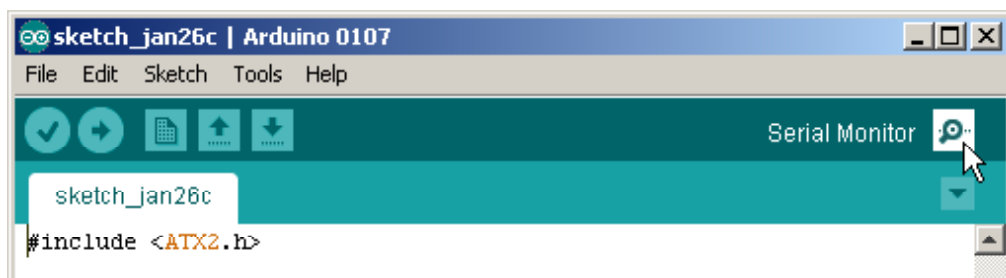 sketch_jan26c | Arduino 0107
File Edit Sketch Tools Help
Serial Monitor
sketch_jan26c
#include <ATX2.h>